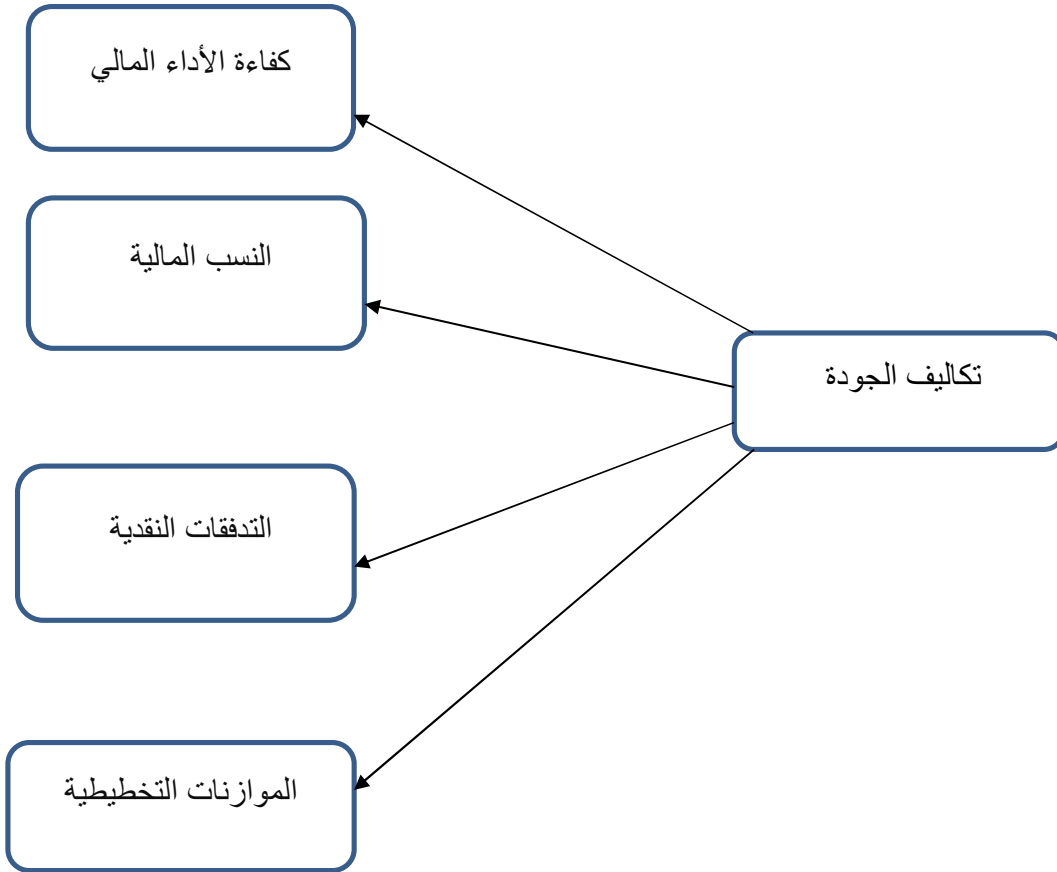 كفاءة الأداء المالي
النسب المالية
تكاليف الجودة
التدفقات النقدية
الموازنات التخطيطية